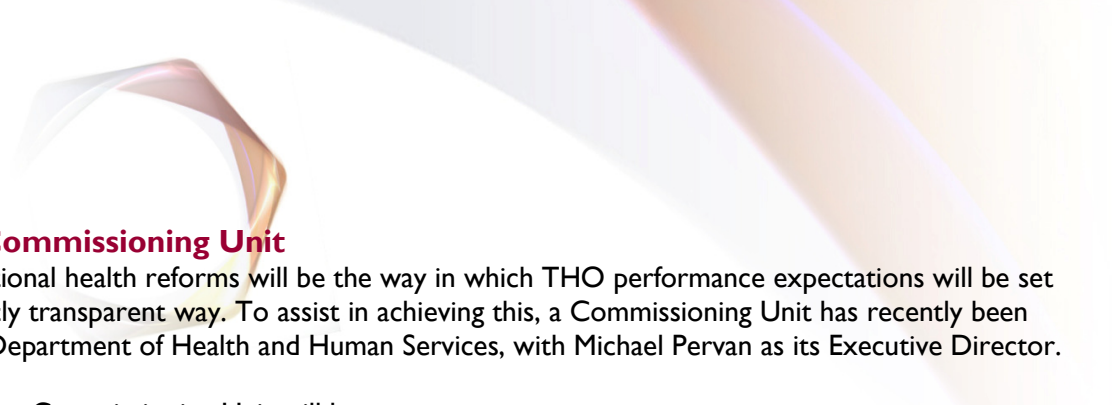 Commissioning Unit
tional health reforms will be the way in which THO performance expectations will be set
ly transparent way. To assist in achieving this, a Commissioning Unit has recently been
Department of Health and Human Services, with Michael Pervan as its Executive Director.